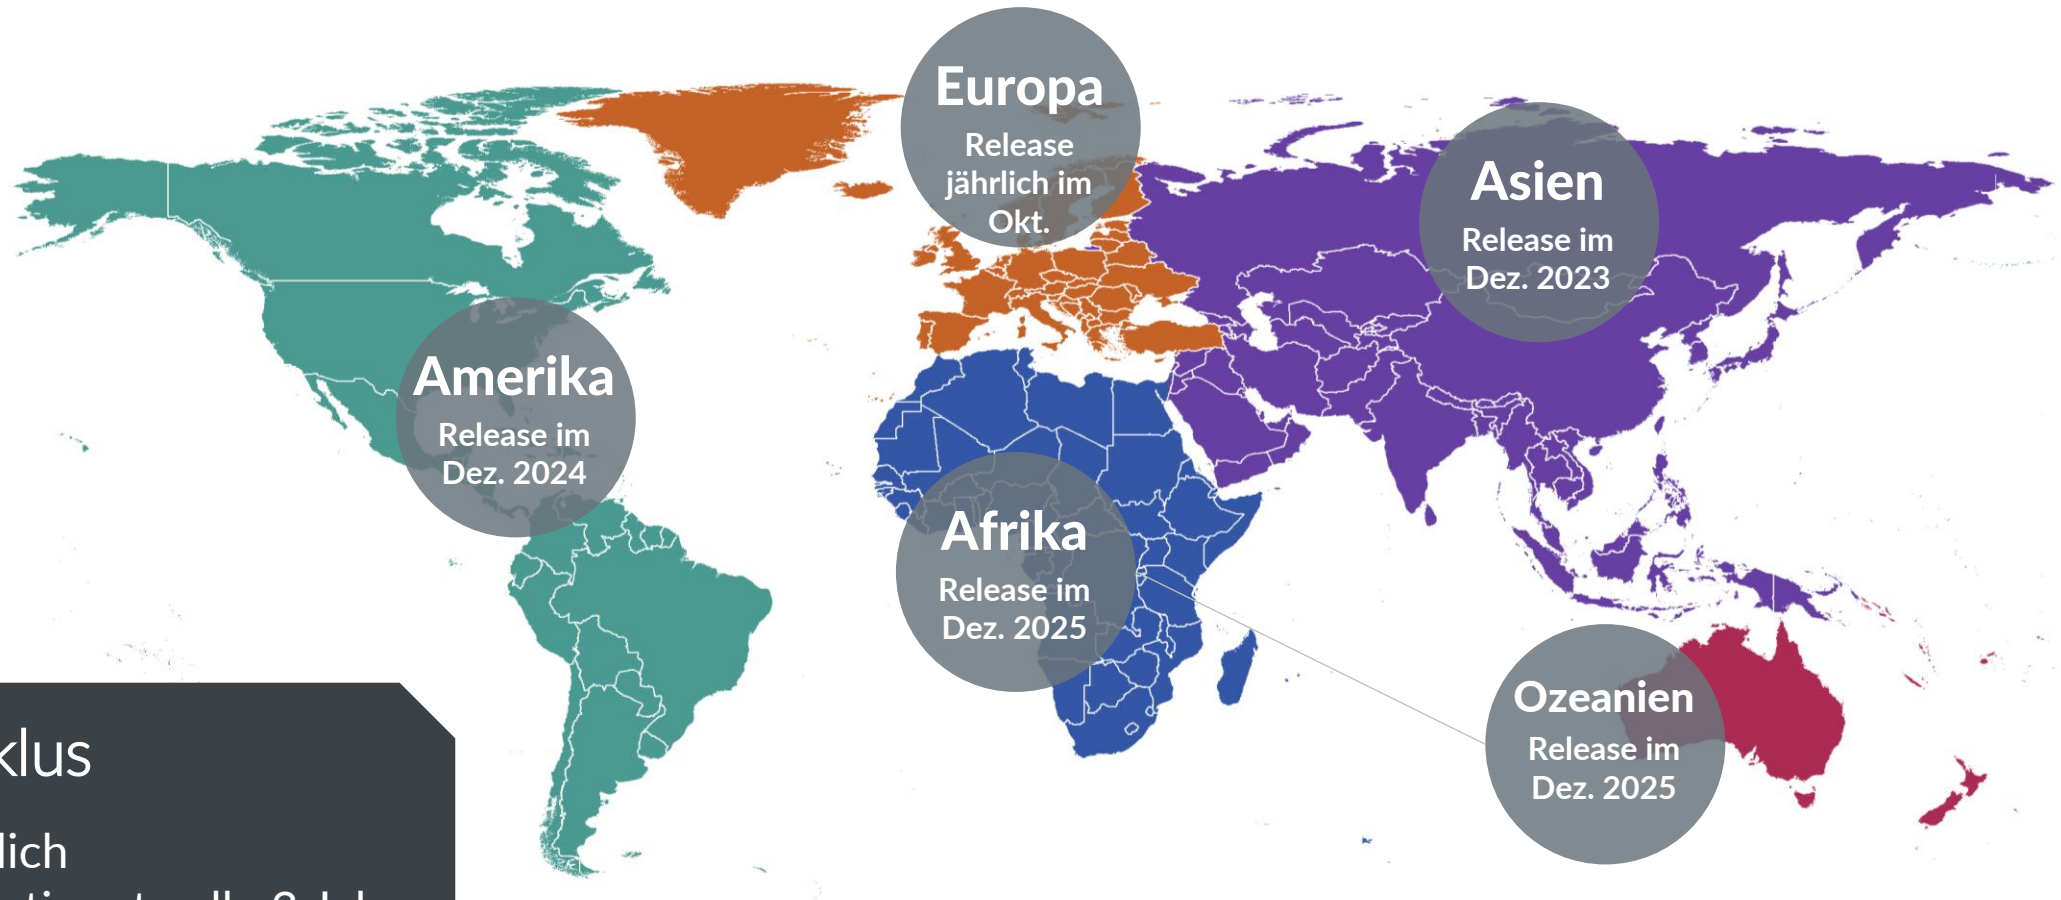 Europa
Release
jährlich im
Okt.
Asien
Release im
Dez. 2023
Amerika
Release im
Dez. 2024
Afrika
Release im
Dez. 2025
Ozeanien
Release im
Dez. 2025
klus
lich